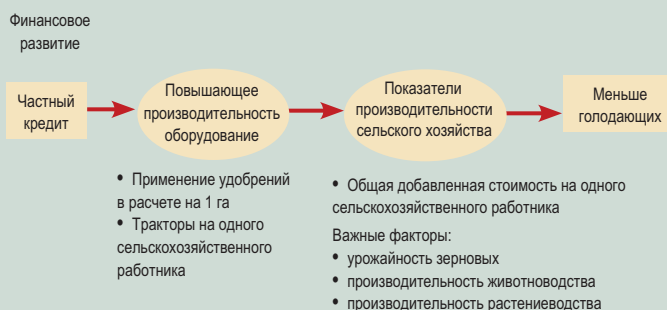 Финансовое
развитие
Частный
кредит
Повышающее
производительность
оборудование
Показатели
производительности
сельского хозяйства
Меньше
голодающих
• Применение удобрений
в расчете на 1 га
• Тракторы на одного
сельскохозяйственного
работника
• Общая добавленная стоимость на одного
сельскохозяйственного работника
Важные факторы:
• урожайность зерновых
• производительность животноводства
• производительность растениеводства